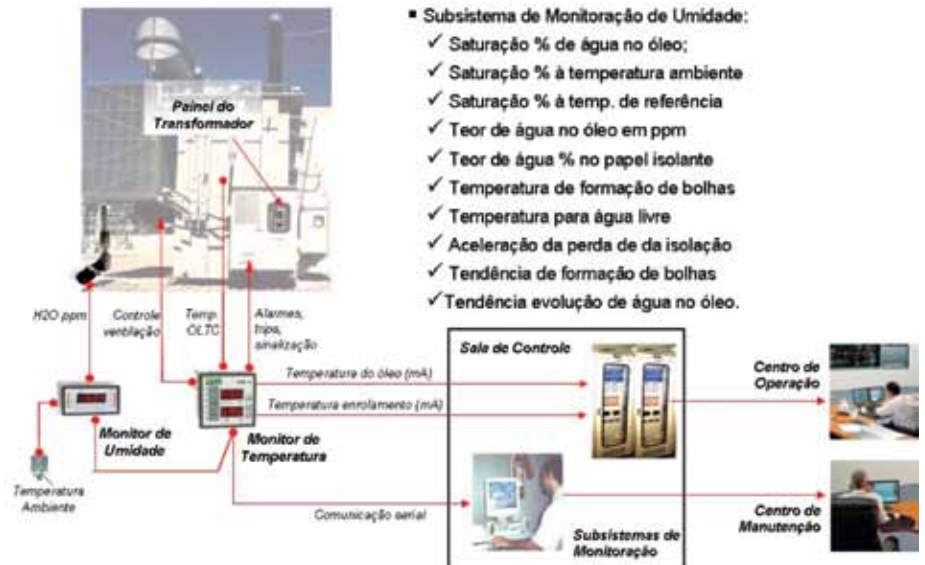 ▪ Subsistema de Monitoração de Umidade:
✓ Saturação % de água no óleo;
✓ Saturação % à temperatura ambiente
✓ Saturação % à temp. de referência
✓ Teor de água no óleo em ppm
✓ Teor de água % no papel isolante
✓ Temperatura de formação de bolhas
✓ Temperatura para água livre
✓ Aceleração da perda de da isolação
✓ Tendência de formação de bolhas
✓ Tendência evolução de água no óleo.
Painel do
Transformador
H2O ppm
Controle
ventilação
Temp.
OLTC
Alarmes,
trips,
sinalização
Temperatura do óleo (mA)
Temperatura enrolamento (mA)
Monitor de
Umidade
Monitor de
Temperatura
Temperatura
Ambiente
Comunicação serial
Sala de Controle
Subsistemas de
Monitoração
Centro de
Operação
Centro de
Manutenção